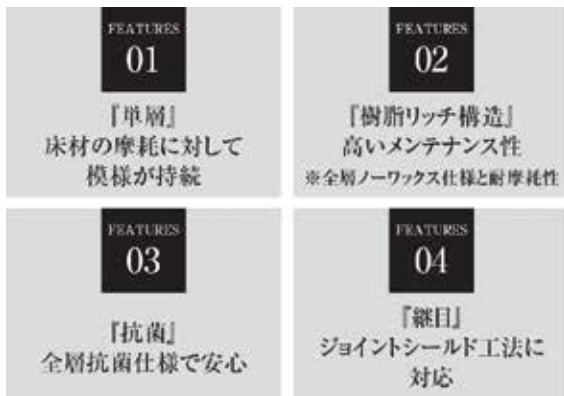 FEATURES
01
『単層』
床材の摩耗に対して
模様が持続
FEATURES
02
『樹脂リッチ構造』
高いメンテナンス性
※全層ノーワックス仕様と耐摩耗性
FEATURES
03
『抗菌』
全層抗菌仕様で安心
FEATURES
04
『継目』
ジョイントシールド工法に
対応